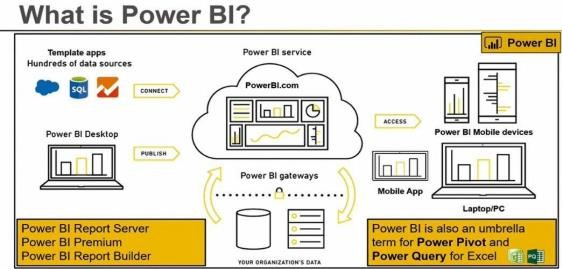 What is Power BI?
Power BI
Template apps
Hundreds of data sources
SQL
CONNECT
Power BI service
PowerBI.com
ACCESS
Power BI Mobile devices
Power BI Desktop
PUBLISH
Power BI gateways
Mobile App
Laptop/PC
Power BI Report Server
Power BI Premium
Power BI Report Builder
YOUR ORGANIZATION'S DATA
Power BI is also an umbrella
term for Power Pivot and
Power Query for Excel
PQ